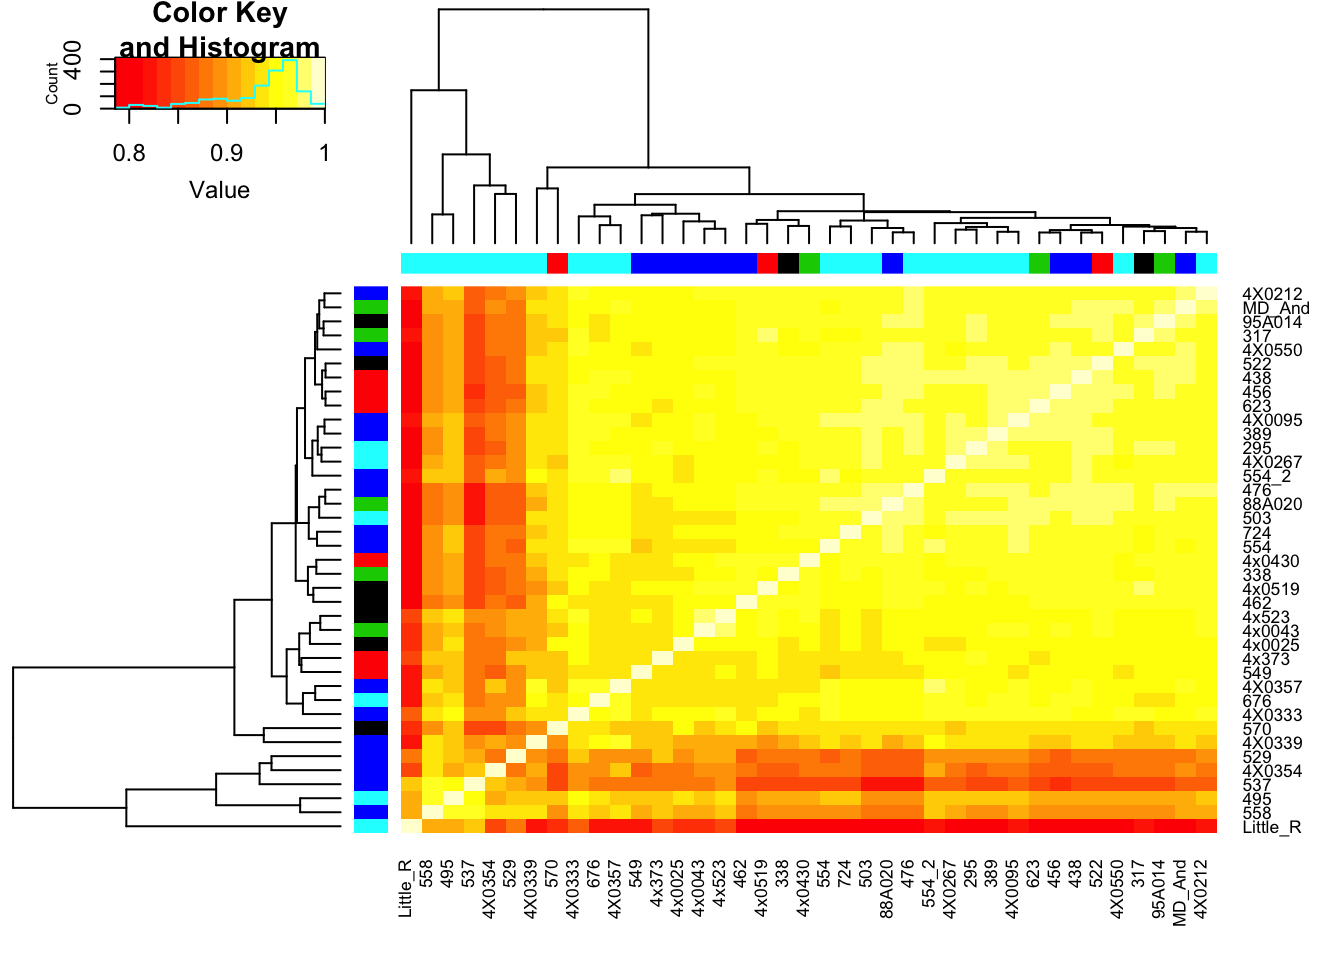 Color Key
and Histogram
Count
0 400
0.8 0.9 1
Value
4X0212
MD_And
95A014
317
4X0550
522
438
456
623
4X0095
389
295
4X0267
554_2
476
88A020
503
724
554
4x0430
338
4x0519
462
4x523
4x0043
4x0025
4x373
549
4X0357
676
4X0333
570
4X0339
529
4X0354
537
495
558
Little_R
Little_R 558 495 537 4X0354 529 4X0339 570 4X0333 676 4X0357 549 4x373 4x0025 4x0043 4x523 462 4x0519 338 4x0430 554 724 503 88A020 476 554_2 4X0267 295 389 4X0095 623 456 438 522 4X0550 317 95A014 MD_And 4X0212